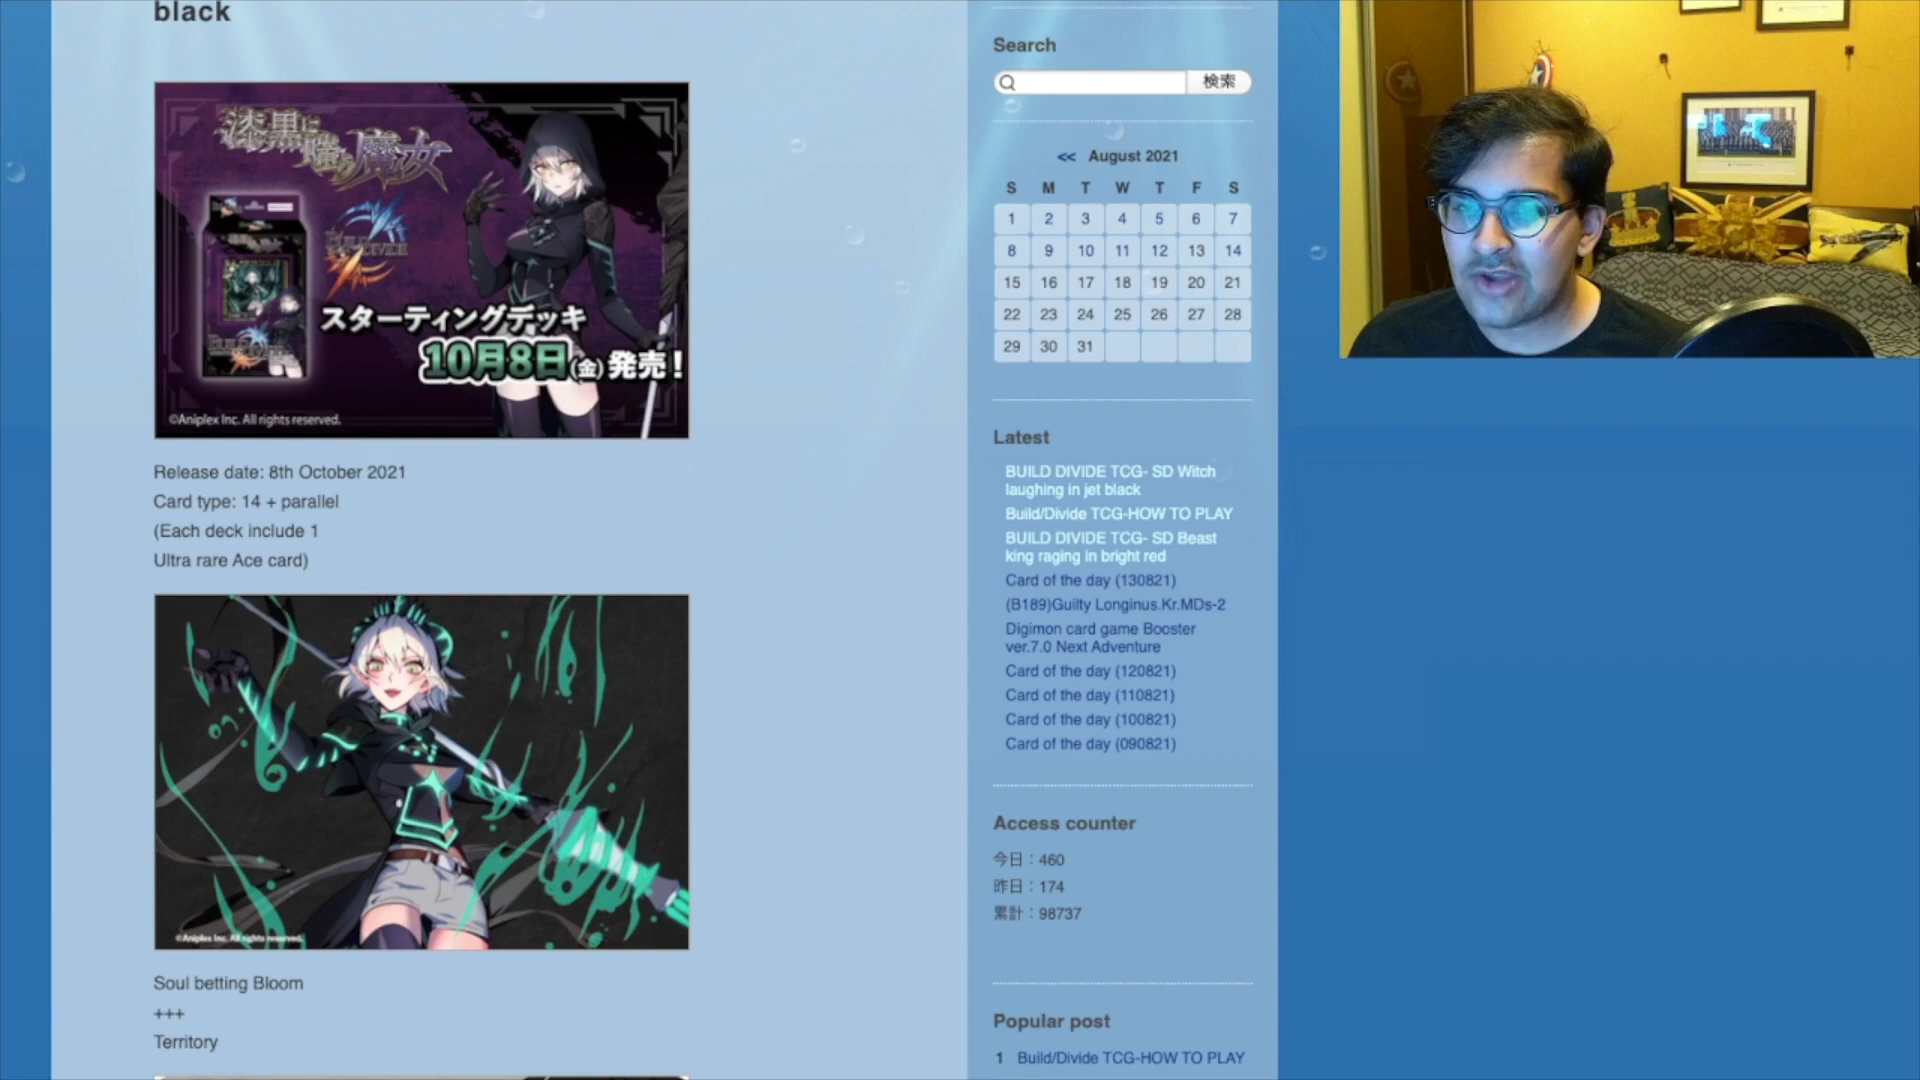 black
漆黒に嗤う魔女
BUILD DIVIDE
スターティングデッキ
10月8日(金)発売!
©Aniplex Inc. All rights reserved.
Release date: 8th October 2021
Card type: 14 + parallel
(Each deck include 1
Ultra rare Ace card)
©Aniplex Inc. All rights reserved.
Soul betting Bloom
+++
Territory
Search
検索
<< August 2021
S M T W T F S
1 2 3 4 5 6 7
8 9 10 11 12 13 14
15 16 17 18 19 20 21
22 23 24 25 26 27 28
29 30 31
Latest
BUILD DIVIDE TCG- SD Witch
laughing in jet black
Build/Divide TCG-HOW TO PLAY
BUILD DIVIDE TCG- SD Beast
king raging in bright red
Card of the day (130821)
(B189)Guilty Longinus.Kr.MDs-2
Digimon card game Booster
ver.7.0 Next Adventure
Card of the day (120821)
Card of the day (110821)
Card of the day (100821)
Card of the day (090821)
Access counter
今日：460
昨日：174
累計：98737
Popular post
1 Build/Divide TCG-HOW TO PLAY